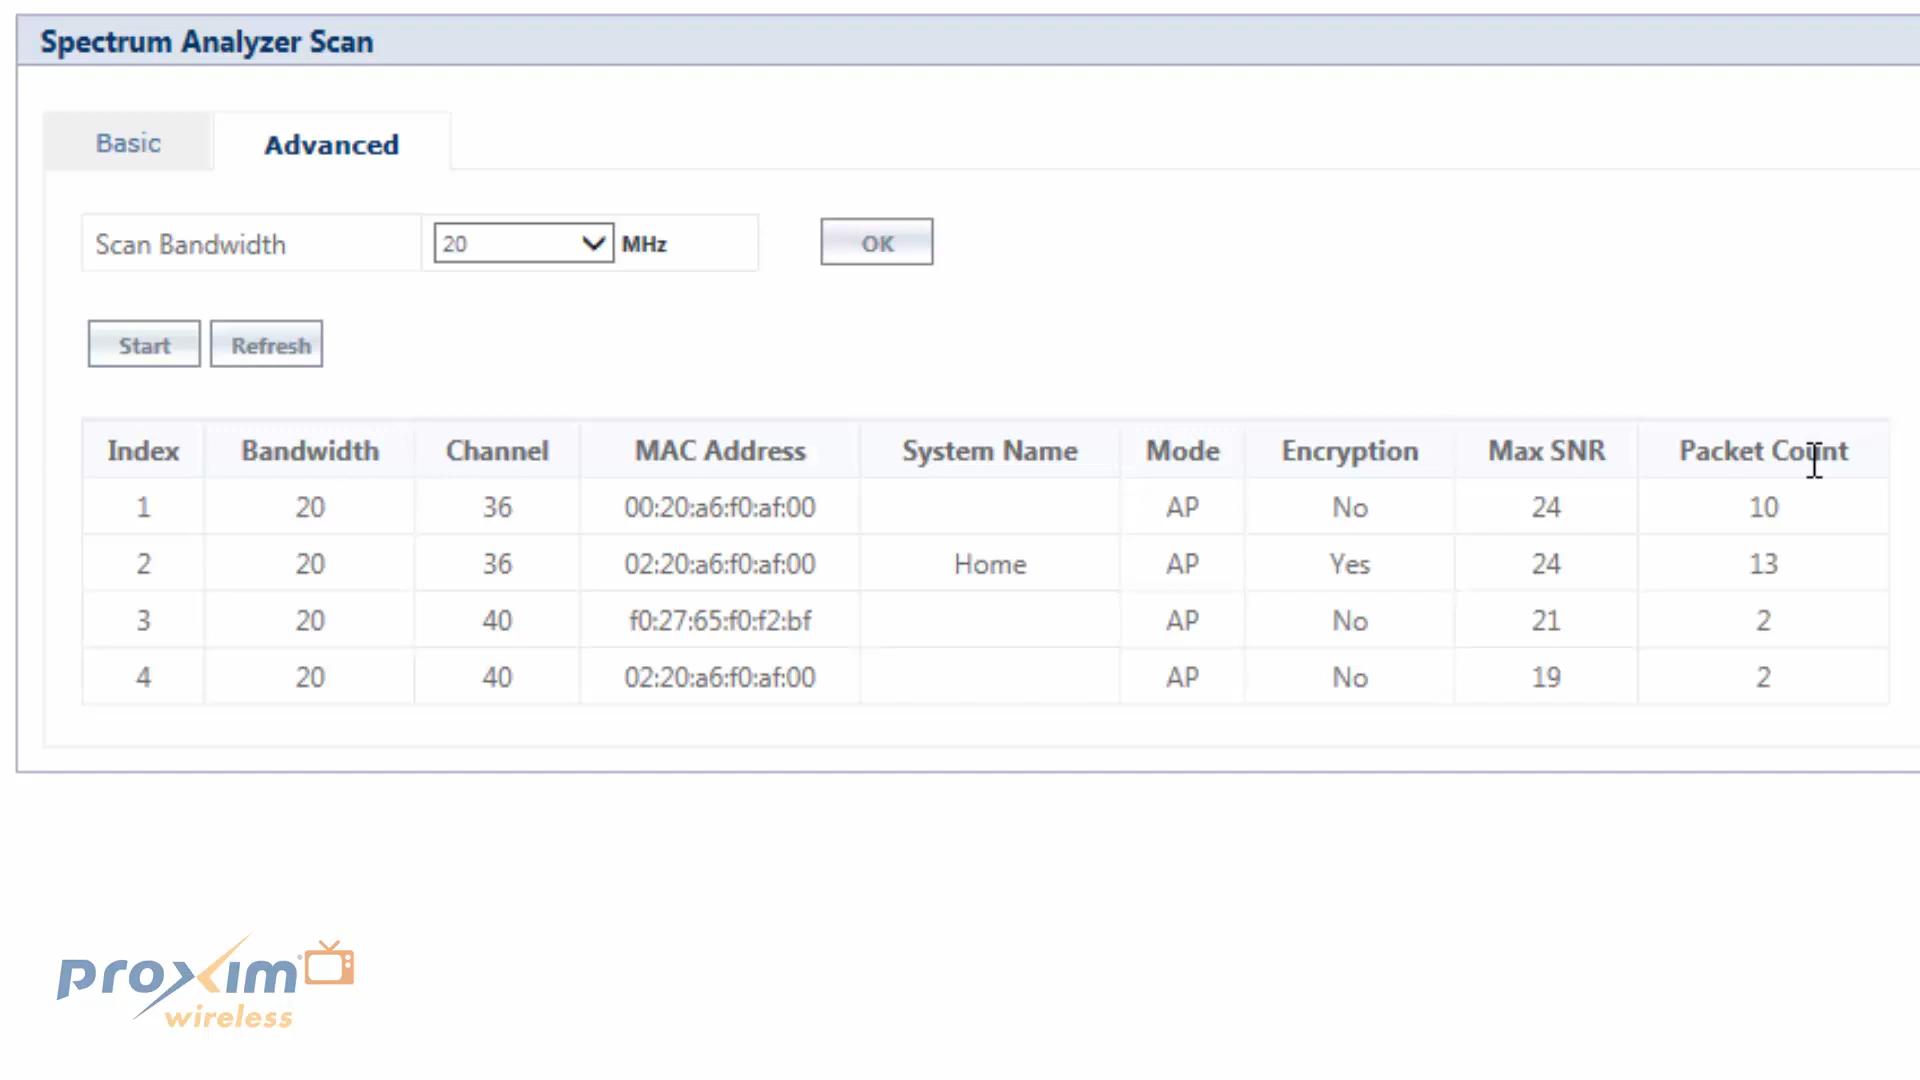 Spectrum Analyzer Scan
Basic Advanced
Scan Bandwidth 20 MHz OK
Start Refresh
Index Bandwidth Channel MAC Address System Name Mode Encryption Max SNR Packet Count
1 20 36 00:20:a6:f0:af:00 AP No 24 10
2 20 36 02:20:a6:f0:af:00 Home AP Yes 24 13
3 20 40 f0:27:65:f0:f2:bf AP No 21 2
4 20 40 02:20:a6:f0:af:00 AP No 19 2
proxim
wireless